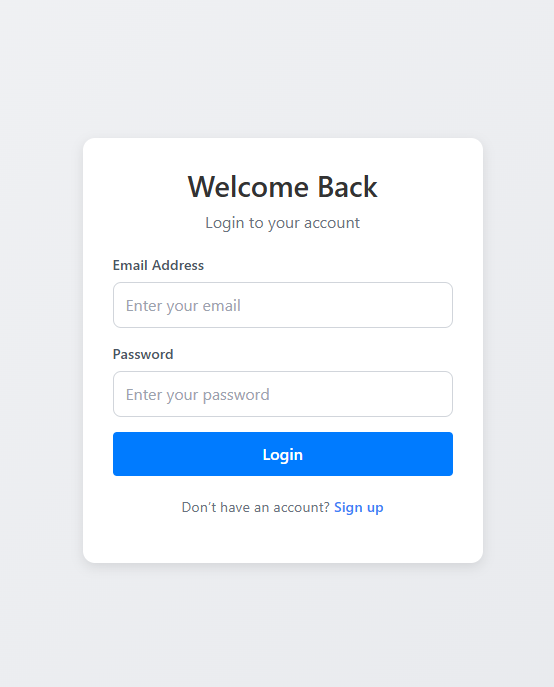 Welcome Back
Login to your account
Email Address
Enter your email
Password
Enter your password
Login
Don’t have an account? Sign up